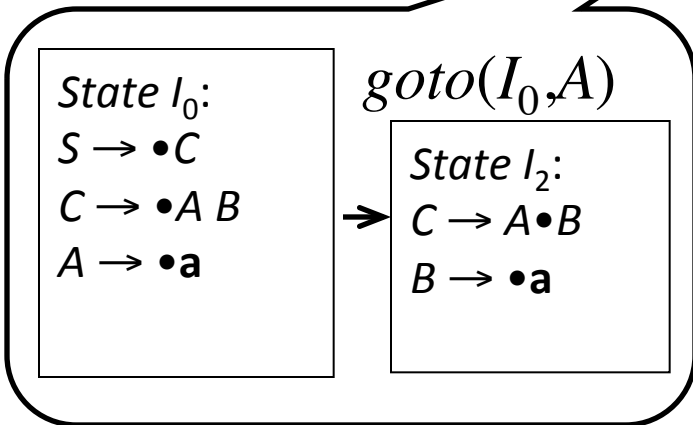 State I₀:
S → •C
C → •A B
A → •a
goto(I₀,A)
State I₂:
C → A•B
B → •a